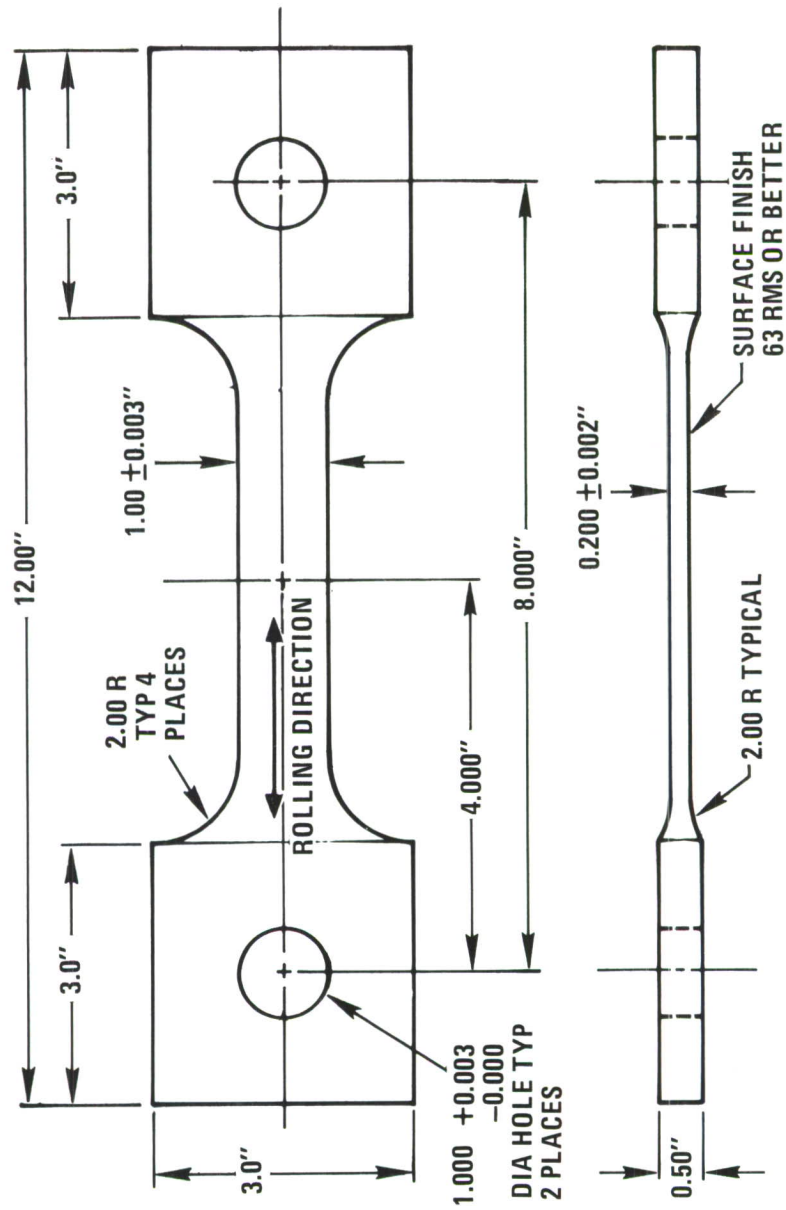 12.00″
3.0″
1.00 ±0.003″
2.00 R
TYP 4
PLACES
3.0″
ROLLING DIRECTION
3.0″
4.000″
8.000″
1.000 +0.003
−0.000
DIA HOLE TYP
2 PLACES
0.200 ±0.002″
SURFACE FINISH
63 RMS OR BETTER
2.00 R TYPICAL
0.50″